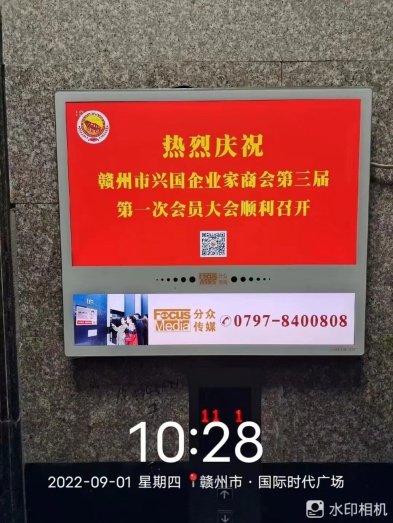 热烈庆祝
赣州市兴国企业家商会第三届
第一次会员大会顺利召开
FOCUS Media 分众传媒 0797-8400808
11 1
10:28
2022-09-01 星期四 赣州市·国际时代广场
水印相机